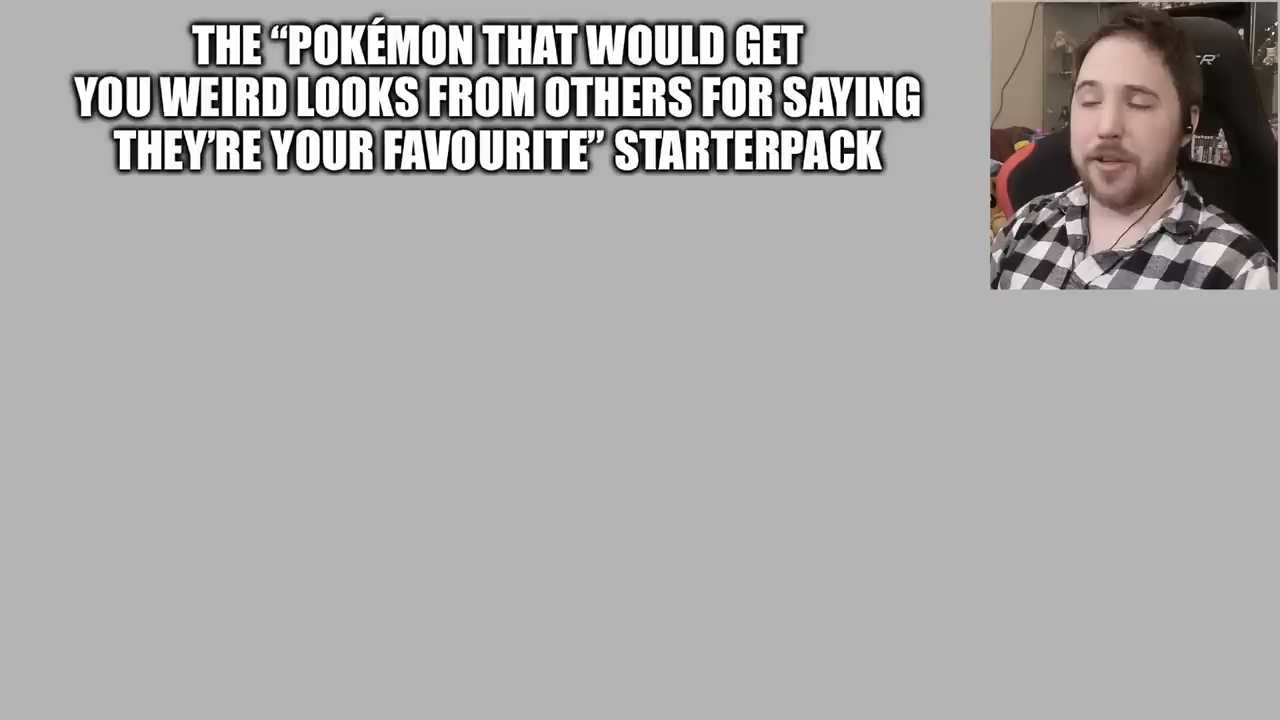 THE “POKÉMON THAT WOULD GET
YOU WEIRD LOOKS FROM OTHERS FOR SAYING
THEY’RE YOUR FAVOURITE” STARTERPACK